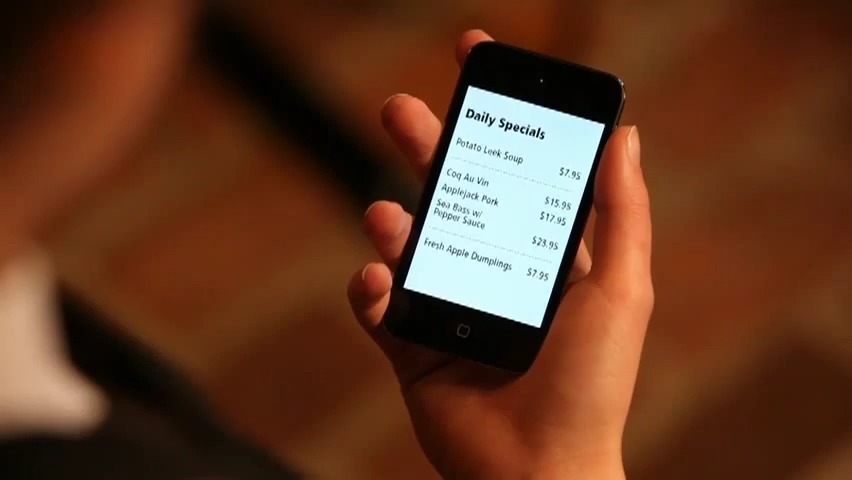 Daily Specials
Potato Leek Soup $7.95
Coq Au Vin $15.95
Applejack Pork $17.95
Sea Bass w/
Pepper Sauce $23.95
Fresh Apple Dumplings $7.95